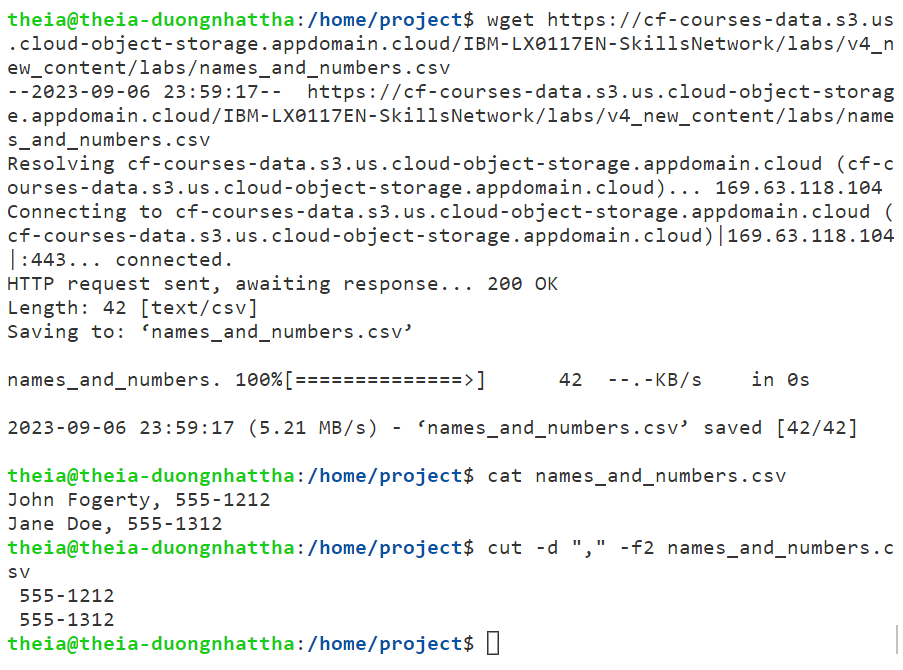 theia@theia-duongnhattha:/home/project$ wget https://cf-courses-data.s3.us
.cloud-object-storage.appdomain.cloud/IBM-LX0117EN-SkillsNetwork/labs/v4_n
ew_content/labs/names_and_numbers.csv
--2023-09-06 23:59:17--  https://cf-courses-data.s3.us.cloud-object-storag
e.appdomain.cloud/IBM-LX0117EN-SkillsNetwork/labs/v4_new_content/labs/name
s_and_numbers.csv
Resolving cf-courses-data.s3.us.cloud-object-storage.appdomain.cloud (cf-c
ourses-data.s3.us.cloud-object-storage.appdomain.cloud)... 169.63.118.104
Connecting to cf-courses-data.s3.us.cloud-object-storage.appdomain.cloud (
cf-courses-data.s3.us.cloud-object-storage.appdomain.cloud)|169.63.118.104
|:443... connected.
HTTP request sent, awaiting response... 200 OK
Length: 42 [text/csv]
Saving to: ‘names_and_numbers.csv’
names_and_numbers. 100%[==============>]      42  --.-KB/s    in 0s
2023-09-06 23:59:17 (5.21 MB/s) - ‘names_and_numbers.csv’ saved [42/42]
theia@theia-duongnhattha:/home/project$ cat names_and_numbers.csv
John Fogerty, 555-1212
Jane Doe, 555-1312
theia@theia-duongnhattha:/home/project$ cut -d "," -f2 names_and_numbers.c
sv
 555-1212
 555-1312
theia@theia-duongnhattha:/home/project$